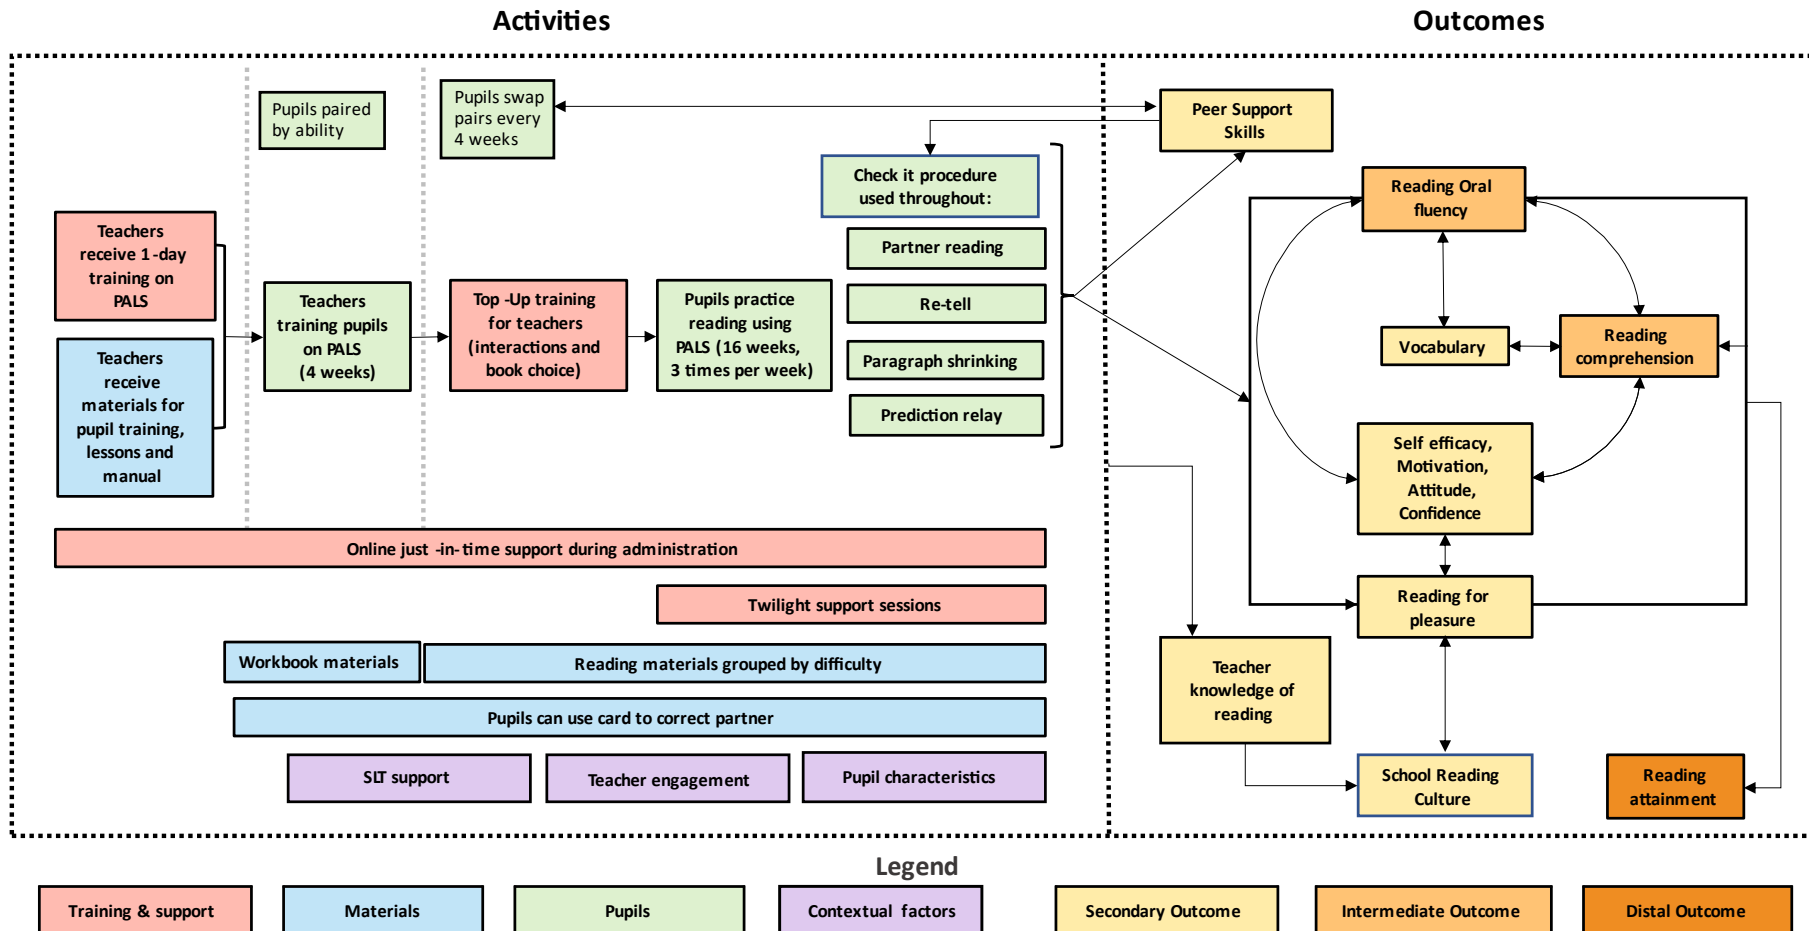 Activities
Outcomes
Pupils paired
by ability
Pupils swap
pairs every
4 weeks
Peer Support
Skills
Check it procedure
used throughout:
Reading Oral
fluency
Teachers
receive 1-day
training on
PALS
Partner reading
Teachers
training pupils
on PALS
(4 weeks)
Top -Up training
for teachers
(interactions and
book choice)
Pupils practice
reading using
PALS (16 weeks,
3 times per week)
Re-tell
Paragraph shrinking
Prediction relay
Vocabulary
Reading
comprehension
Teachers
receive
materials for
pupil training,
lessons and
manual
Self efficacy,
Motivation,
Attitude,
Confidence
Online just -in-time support during administration
Twilight support sessions
Reading for
pleasure
Workbook materials
Reading materials grouped by difficulty
Teacher
knowledge of
reading
Pupils can use card to correct partner
SLT support
Teacher engagement
Pupil characteristics
School Reading
Culture
Reading
attainment
Legend
Training & support
Materials
Pupils
Contextual factors
Secondary Outcome
Intermediate Outcome
Distal Outcome